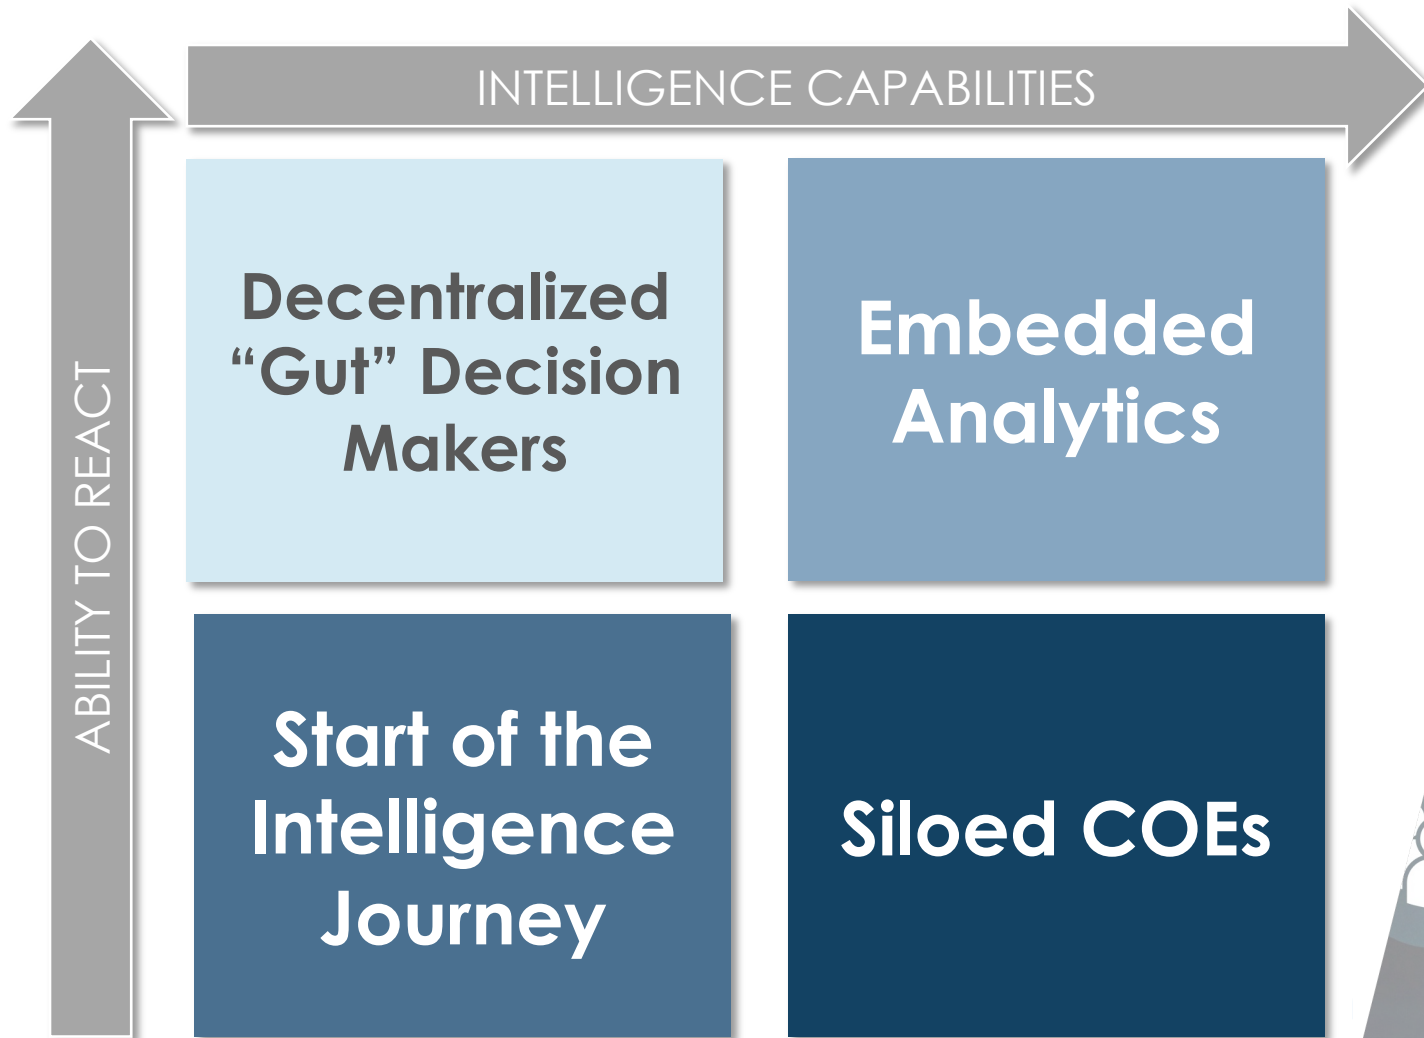 INTELLIGENCE CAPABILITIES
ABILITY TO REACT
Decentralized
“Gut” Decision
Makers
Embedded
Analytics
Start of the
Intelligence
Journey
Siloed COEs